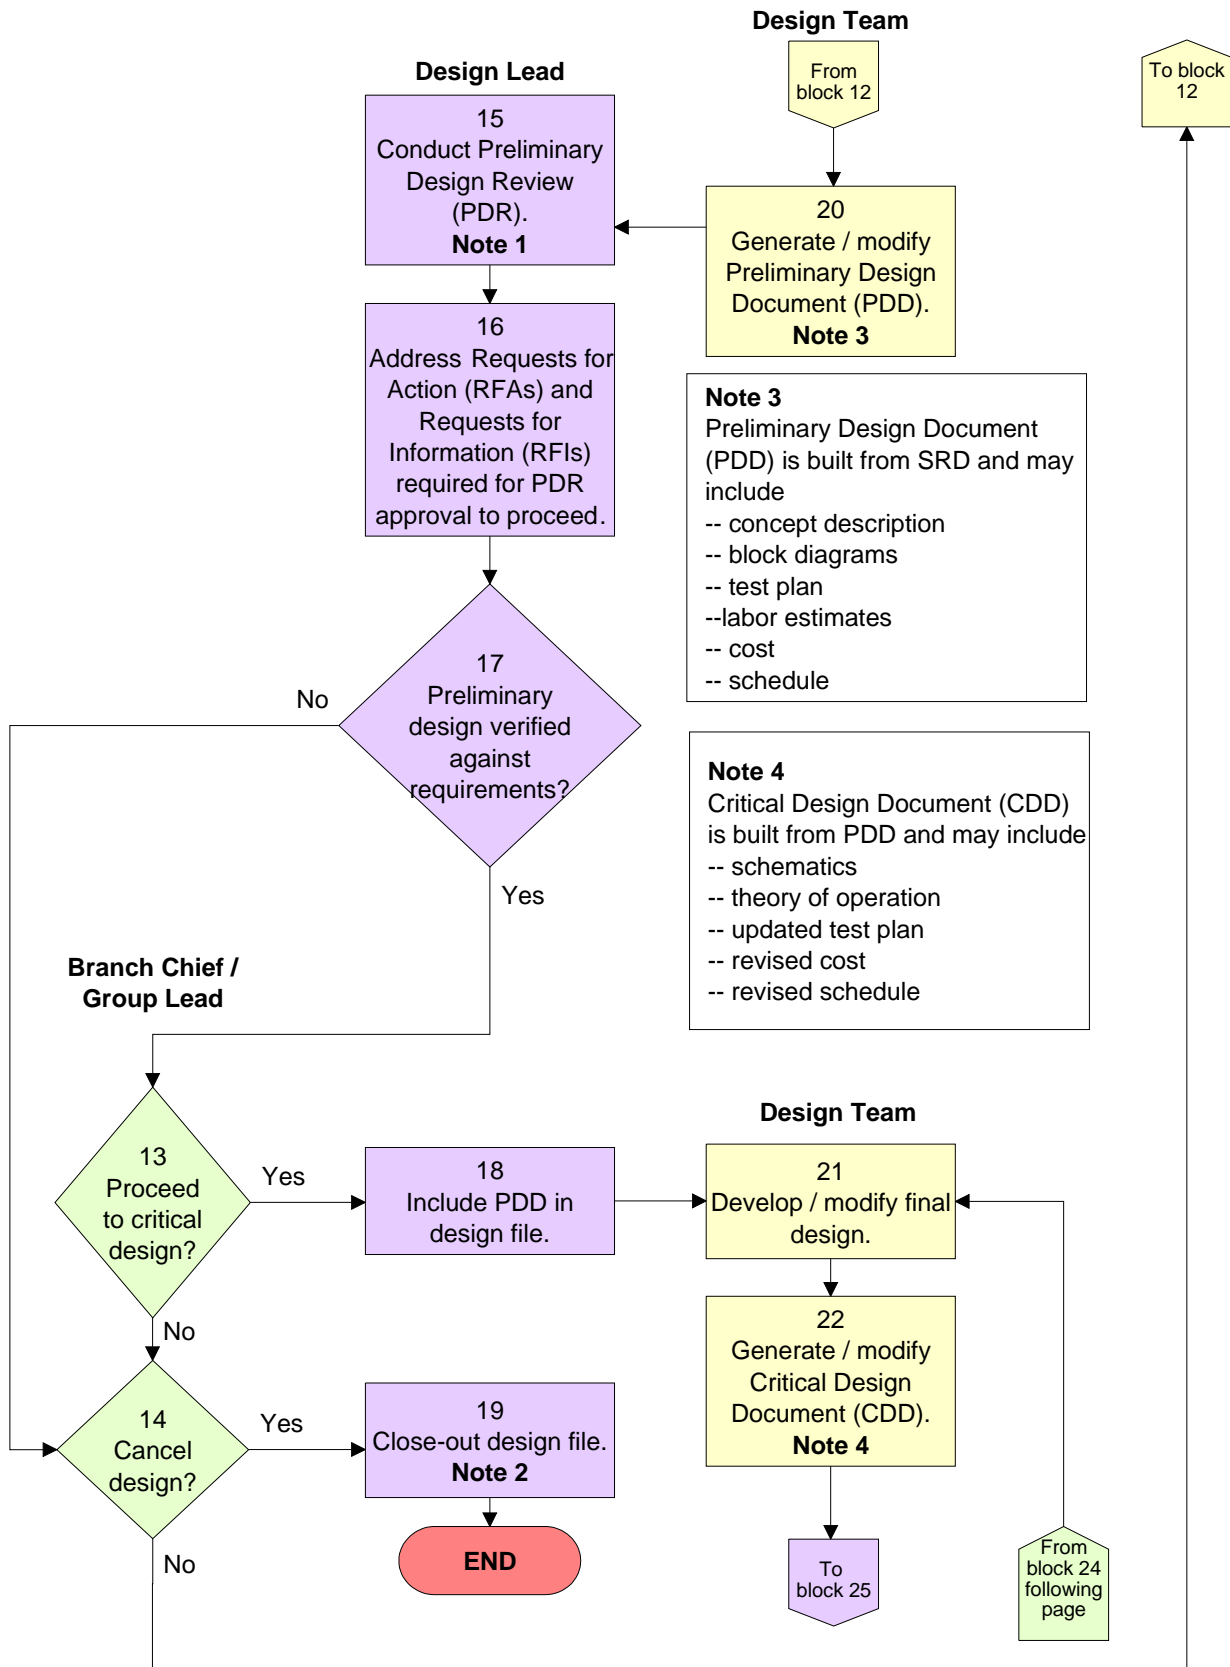 Design Team
From
block 12
To block
12
Design Lead
15
Conduct Preliminary
Design Review
(PDR).
Note 1
20
Generate / modify
Preliminary Design
Document (PDD).
Note 3
16
Address Requests for
Action (RFAs) and
Requests for
Information (RFIs)
required for PDR
approval to proceed.
Note 3
Preliminary Design Document
(PDD) is built from SRD and may
include
-- concept description
-- block diagrams
-- test plan
--labor estimates
-- cost
-- schedule
17
Preliminary
design verified
against
requirements?
No
Yes
Note 4
Critical Design Document (CDD)
is built from PDD and may include
-- schematics
-- theory of operation
-- updated test plan
-- revised cost
-- revised schedule
Branch Chief /
Group Lead
Design Team
13
Proceed
to critical
design?
Yes
No
18
Include PDD in
design file.
21
Develop / modify final
design.
22
Generate / modify
Critical Design
Document (CDD).
Note 4
14
Cancel
design?
Yes
No
19
Close-out design file.
Note 2
END
To
block 25
From
block 24
following
page